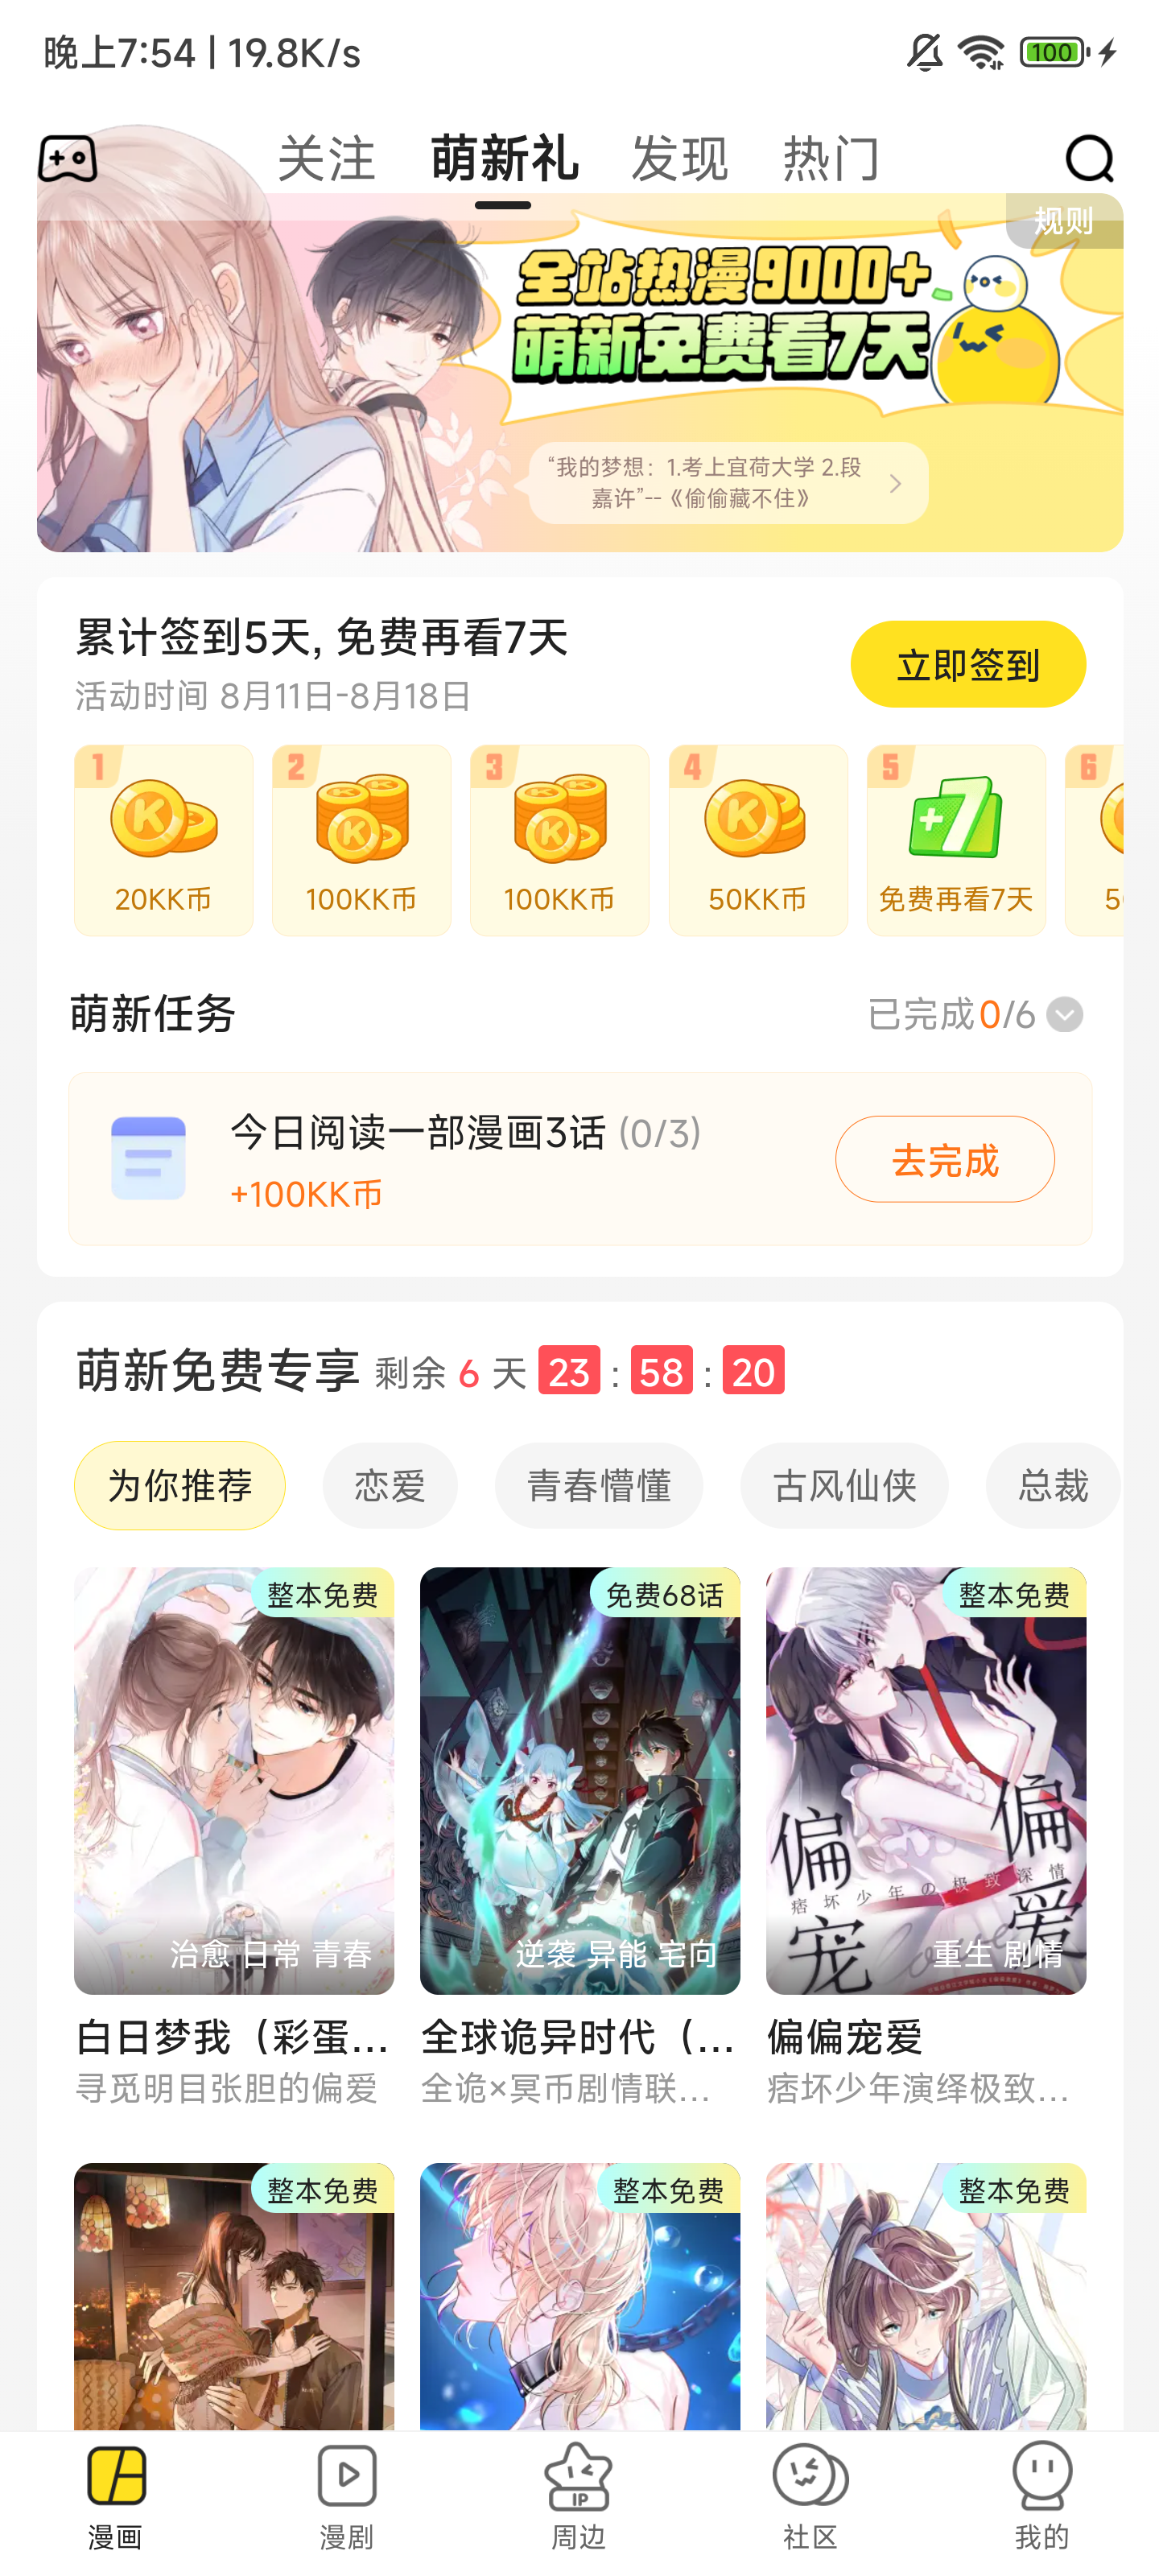 晚上7:54 | 19.8K/s
100
关注 萌新礼 发现 热门
规则
全站热漫9000+
萌新免费看7天
“我的梦想：1.考上宜荷大学 2.段
嘉许”--《偷偷藏不住》
累计签到5天, 免费再看7天
立即签到
活动时间 8月11日-8月18日
1 2 3 4 5 6
20KK币 100KK币 100KK币 50KK币 免费再看7天
萌新任务 已完成0/6
今日阅读一部漫画3话 (0/3)
+100KK币
去完成
萌新免费专享 剩余 6 天 23 : 58 : 20
为你推荐 恋爱 青春懵懂 古风仙侠 总裁
整本免费 免费68话 整本免费
偏偏宠爱
痞坏少年の极致深情
治愈 日常 青春 逆袭 异能 宅向 重生 剧情
白日梦我（彩蛋... 全球诡异时代（... 偏偏宠爱
寻觅明目张胆的偏爱 全诡×冥币剧情联... 痞坏少年演绎极致...
整本免费 整本免费 整本免费
IP
漫画 漫剧 周边 社区 我的